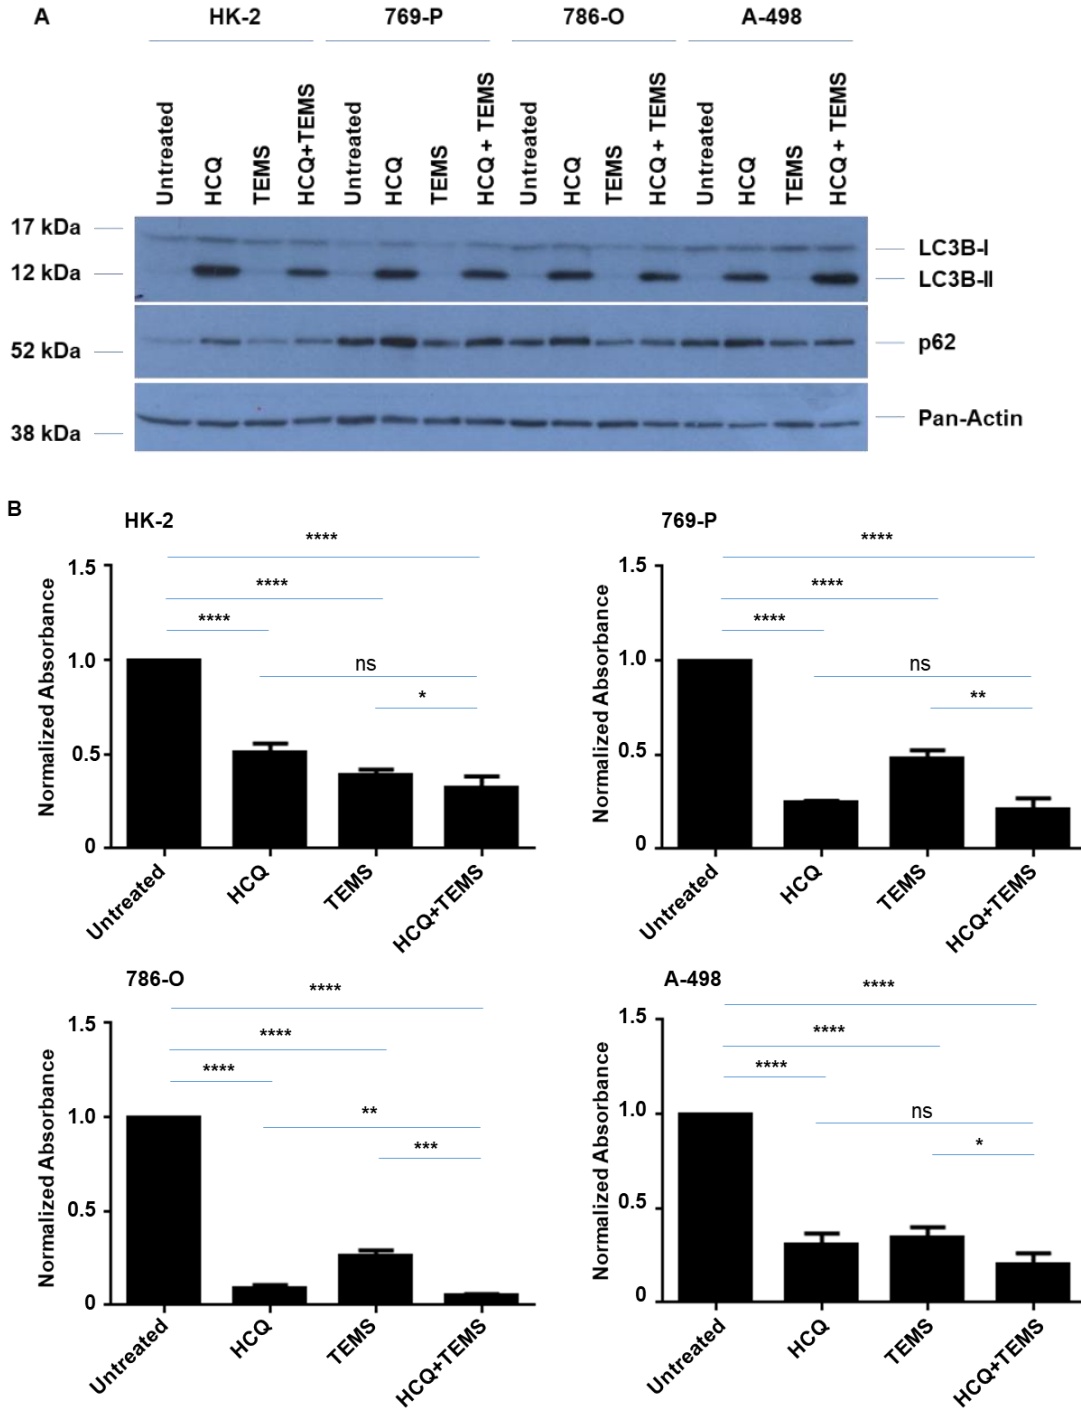 A
HK-2 769-P 786-O A-498
Untreated HCQ TEMS HCQ+TEMS Untreated HCQ TEMS HCQ + TEMS Untreated HCQ TEMS HCQ + TEMS Untreated HCQ TEMS HCQ + TEMS
17 kDa
LC3B-I
12 kDa
LC3B-II
52 kDa
p62
38 kDa
Pan-Actin
B
HK-2
****
****
****
ns
*
Normalized Absorbance
1.5
1.0
0.5
0
Untreated HCQ TEMS HCQ+TEMS
769-P
****
****
****
ns
**
Normalized Absorbance
1.5
1.0
0.5
0
Untreated HCQ TEMS HCQ+TEMS
786-O
****
****
****
**
***
Normalized Absorbance
1.5
1.0
0.5
0
Untreated HCQ TEMS HCQ+TEMS
A-498
****
****
****
ns
*
Normalized Absorbance
1.5
1.0
0.5
0
Untreated HCQ TEMS HCQ+TEMS